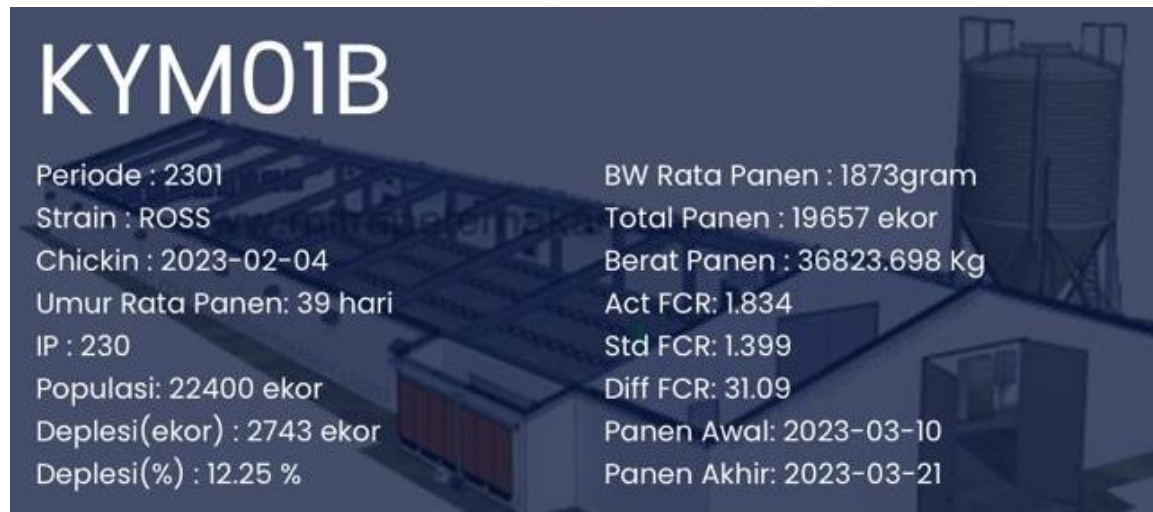 KYM01B
Periode : 2301
Strain : ROSS
Chickin : 2023-02-04
Umur Rata Panen: 39 hari
IP : 230
Populasi: 22400 ekor
Deplesi(ekor) : 2743 ekor
Deplesi(%) : 12.25 %
BW Rata Panen : 1873gram
Total Panen : 19657 ekor
Berat Panen : 36823.698 Kg
Act FCR: 1.834
Std FCR: 1.399
Diff FCR: 31.09
Panen Awal: 2023-03-10
Panen Akhir: 2023-03-21